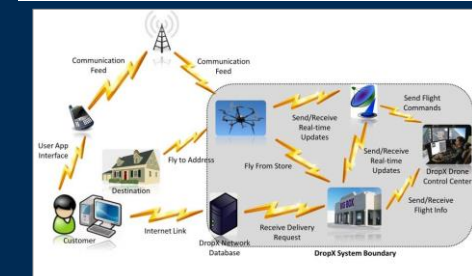 Communication
Feed
Communication
Feed
Send Flight
Commands
Send/Receive
Real-time
Updates
User App
Interface
Fly to Address
Send/Receive
Real-time
Updates
DropX Drone
Control Center
Fly From Store
Destination
BIG BOX
Send/Receive
Flight Info
Customer
Internet Link
Receive Delivery
Request
DropX Network
Database
DropX System Boundary